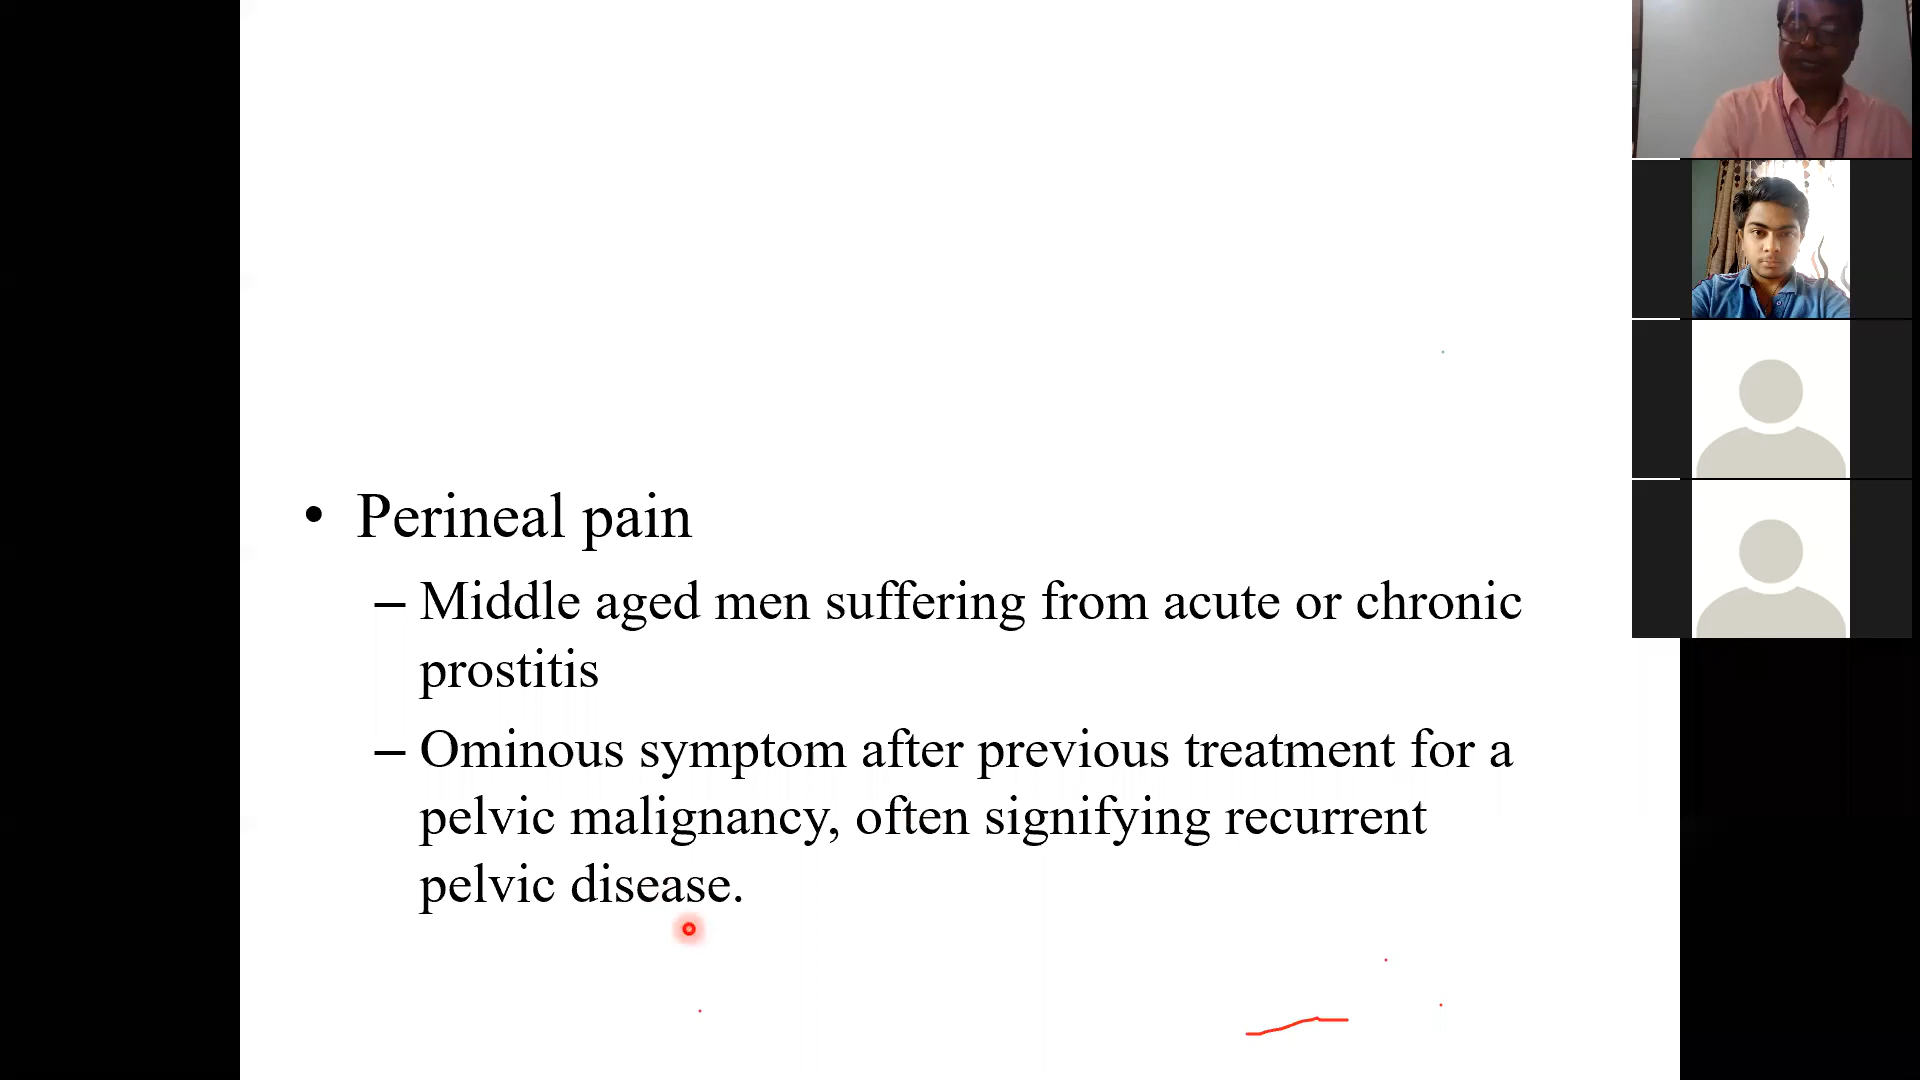 • Perineal pain
– Middle aged men suffering from acute or chronic
prostitis
– Ominous symptom after previous treatment for a
pelvic malignancy, often signifying recurrent
pelvic disease.